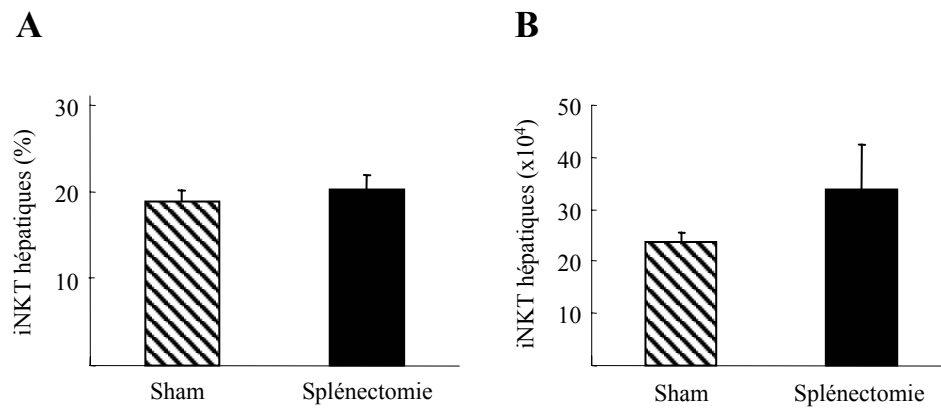 A
iNKT hépatiques (%)
30
20
10
Sham
Splénectomie
B
iNKT hépatiques (x10⁴)
50
40
30
20
10
Sham
Splénectomie